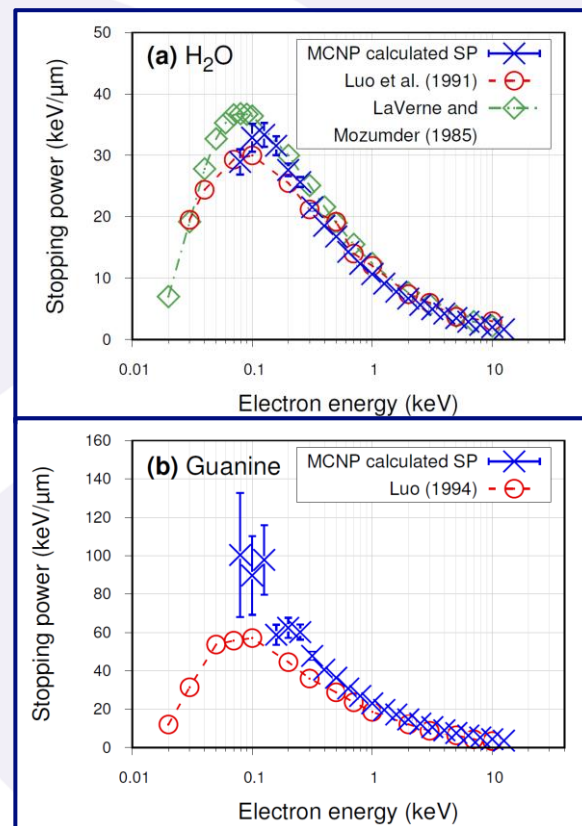 (a) H₂O
MCNP calculated SP
Luo et al. (1991)
LaVerne and
Mozumder (1985)
Stopping power (keV/μm)
50
40
30
20
10
0
0.01
0.1
1
10
Electron energy (keV)
(b) Guanine
MCNP calculated SP
Luo (1994)
Stopping power (keV/μm)
160
140
120
100
80
60
40
20
0
0.01
0.1
1
10
Electron energy (keV)